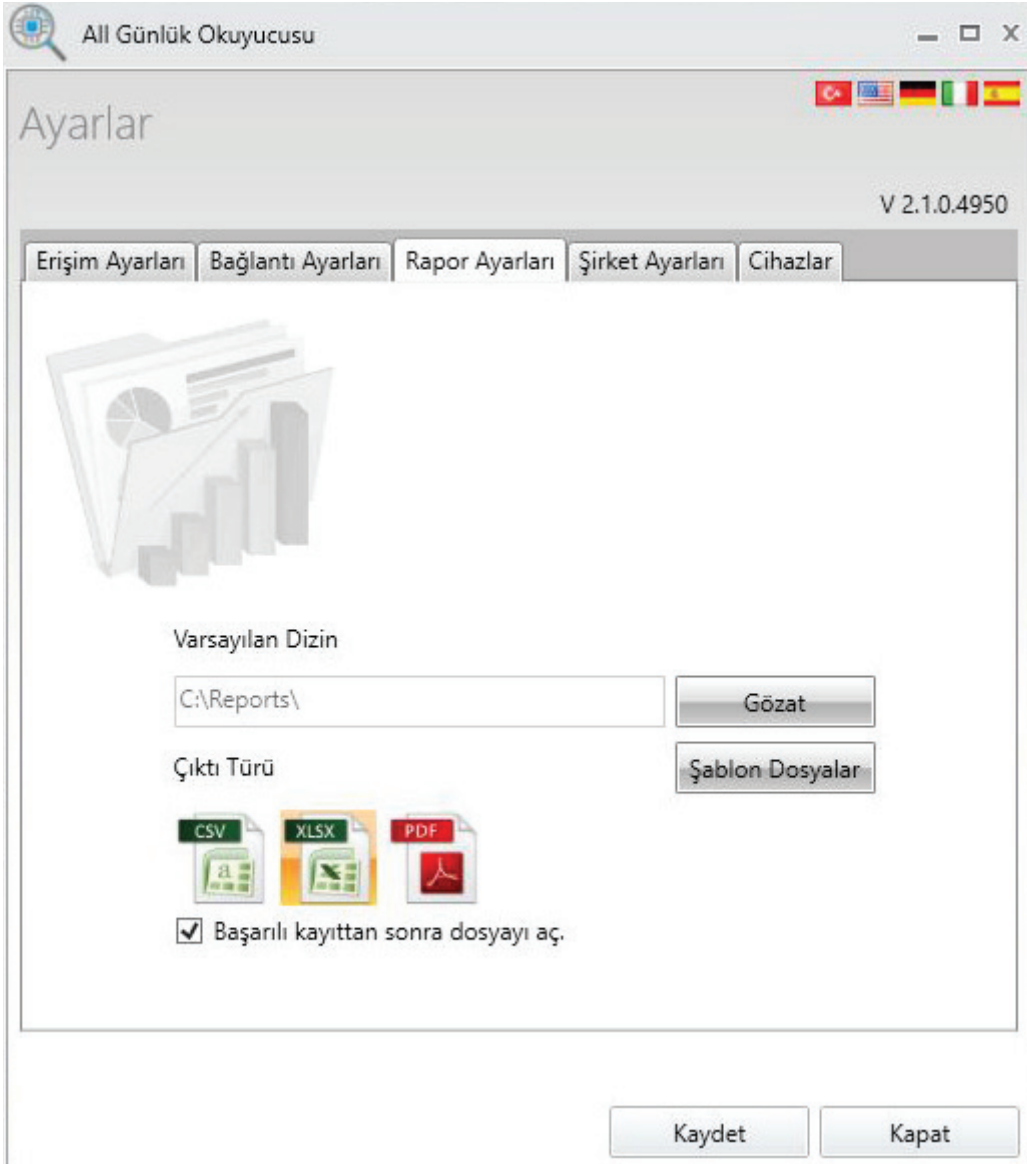 All Günlük Okuyucusu
Ayarlar
V 2.1.0.4950
Erişim Ayarları Bağlantı Ayarları Rapor Ayarları Şirket Ayarları Cihazlar
Varsayılan Dizin
C:\Reports\ Gözat
Çıktı Türü Şablon Dosyalar
CSV XLSX PDF
a
Başarılı kayıttan sonra dosyayı aç.
Kaydet Kapat